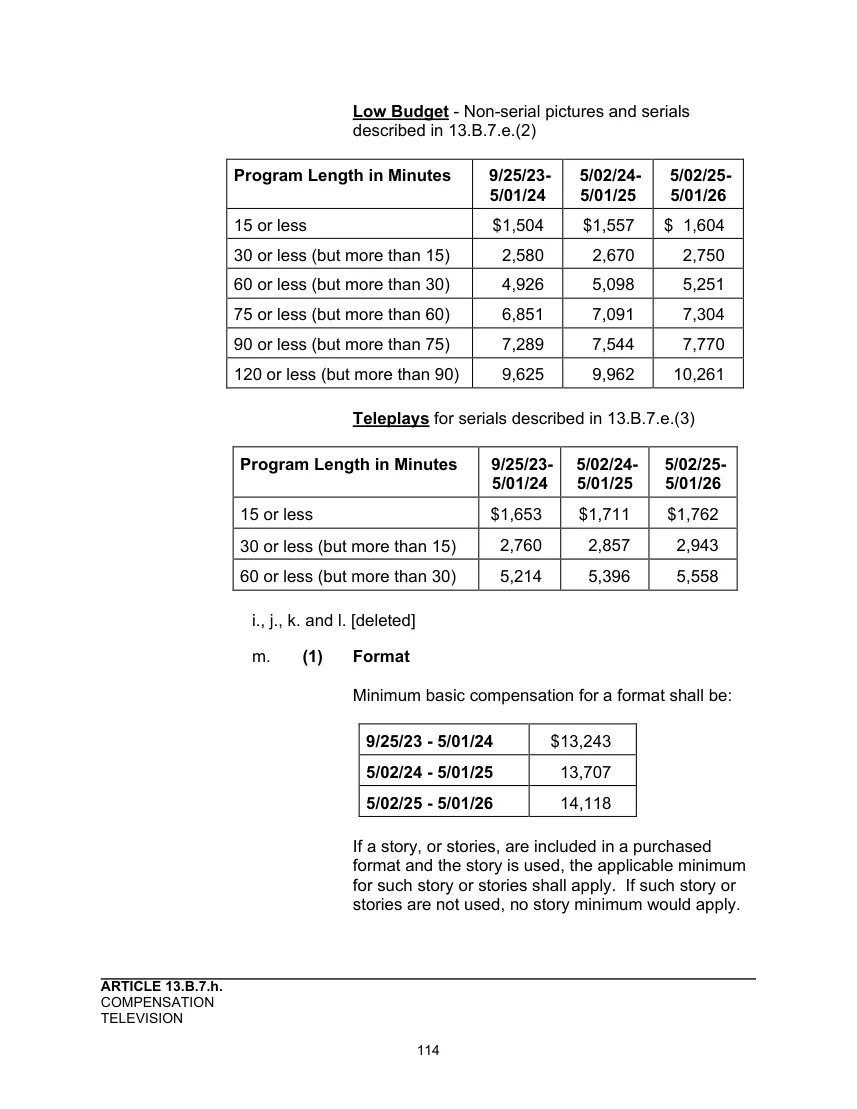 Low Budget - Non-serial pictures and serials
described in 13.B.7.e.(2)
Program Length in Minutes 9/25/23- 5/02/24- 5/02/25-
5/01/24 5/01/25 5/01/26
15 or less $1,504 $1,557 $ 1,604
30 or less (but more than 15) 2,580 2,670 2,750
60 or less (but more than 30) 4,926 5,098 5,251
75 or less (but more than 60) 6,851 7,091 7,304
90 or less (but more than 75) 7,289 7,544 7,770
120 or less (but more than 90) 9,625 9,962 10,261
Teleplays for serials described in 13.B.7.e.(3)
Program Length in Minutes 9/25/23- 5/02/24- 5/02/25-
5/01/24 5/01/25 5/01/26
15 or less $1,653 $1,711 $1,762
30 or less (but more than 15) 2,760 2,857 2,943
60 or less (but more than 30) 5,214 5,396 5,558
i., j., k. and l. [deleted]
m. (1) Format
Minimum basic compensation for a format shall be:
9/25/23 - 5/01/24 $13,243
5/02/24 - 5/01/25 13,707
5/02/25 - 5/01/26 14,118
If a story, or stories, are included in a purchased
format and the story is used, the applicable minimum
for such story or stories shall apply. If such story or
stories are not used, no story minimum would apply.
ARTICLE 13.B.7.h.
COMPENSATION
TELEVISION
114